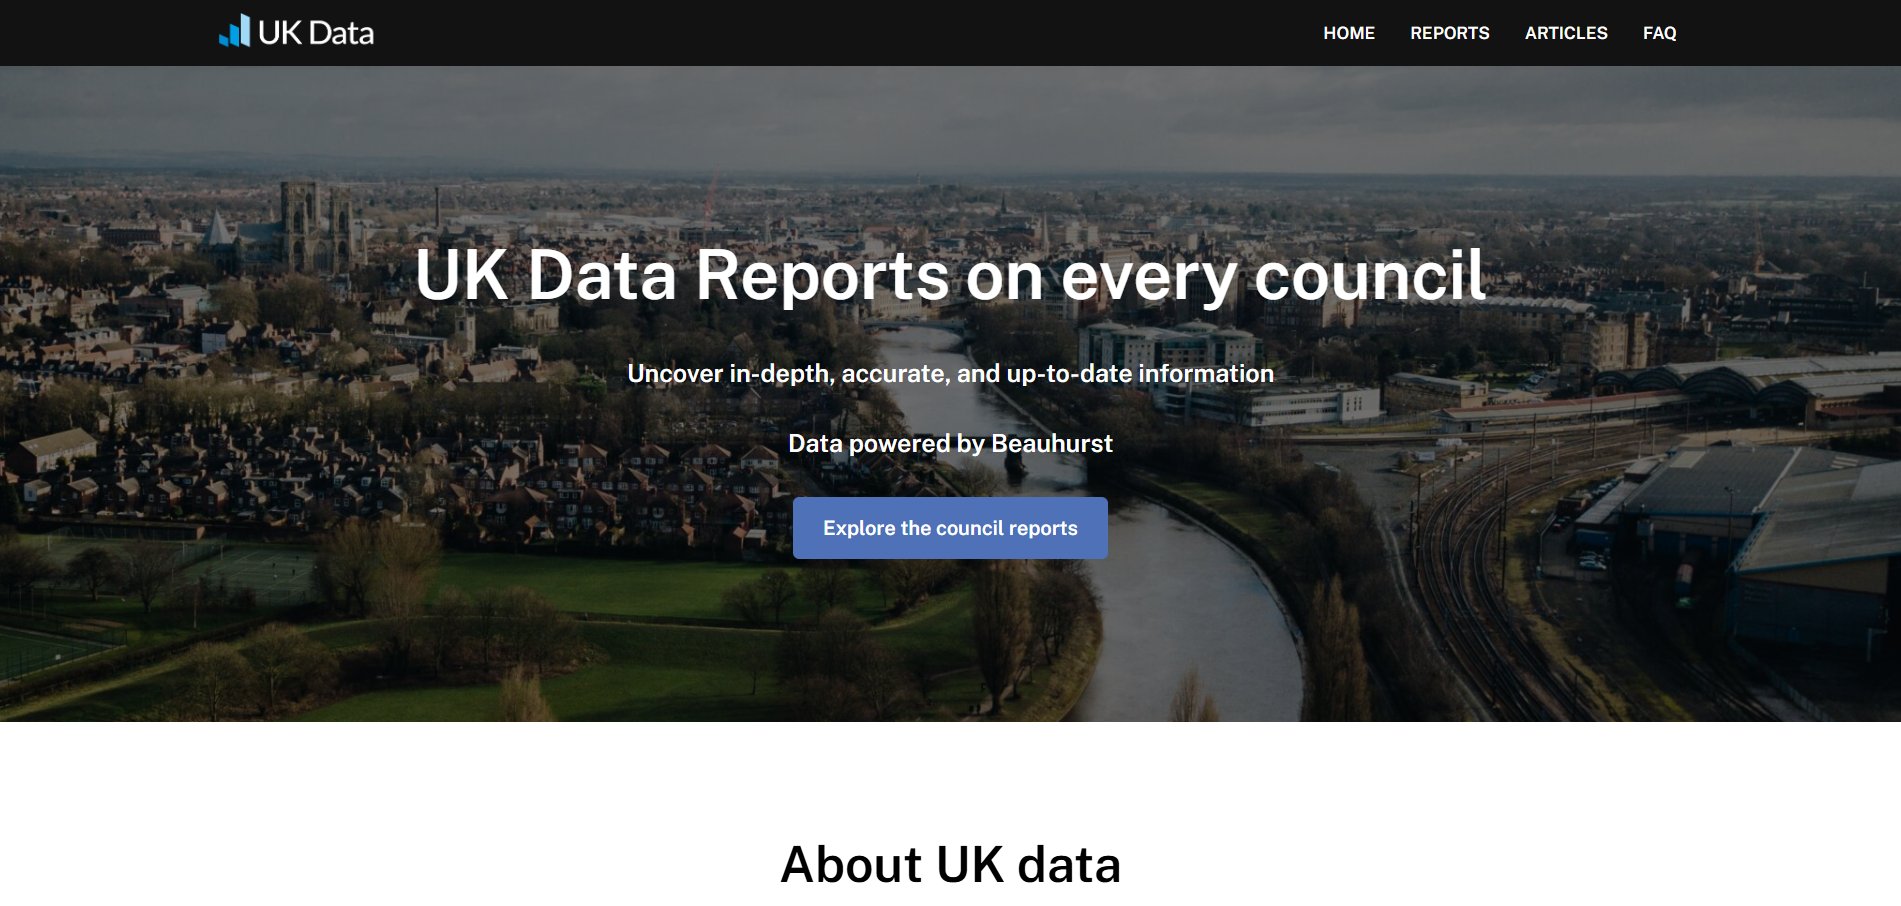 UK Data
HOME REPORTS ARTICLES FAQ
UK Data Reports on every council
Uncover in-depth, accurate, and up-to-date information
Data powered by Beauhurst
Explore the council reports
About UK data